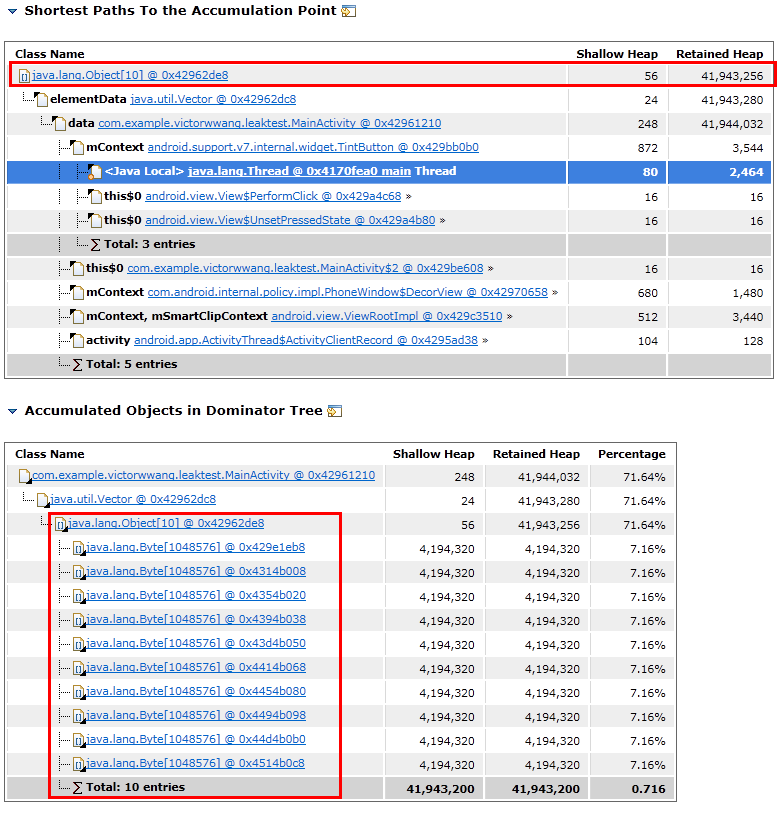 Shortest Paths To the Accumulation Point
Class Name Shallow Heap Retained Heap
java.lang.Object[10] @ 0x42962de8 56 41,943,256
elementData java.util.Vector @ 0x42962dc8 24 41,943,280
data com.example.victorwwang.leaktest.MainActivity @ 0x42961210 248 41,944,032
mContext android.support.v7.internal.widget.TintButton @ 0x429bb0b0 872 3,544
<Java Local> java.lang.Thread @ 0x4170fea0 main Thread 80 2,464
this$0 android.view.View$PerformClick @ 0x429a4c68 » 16 16
this$0 android.view.View$UnsetPressedState @ 0x429a4b80 » 16 16
∑ Total: 3 entries
this$0 com.example.victorwwang.leaktest.MainActivity$2 @ 0x429be608 » 16 16
mContext com.android.internal.policy.impl.PhoneWindow$DecorView @ 0x42970658 » 680 1,480
mContext, mSmartClipContext android.view.ViewRootImpl @ 0x429c3510 » 512 3,440
activity android.app.ActivityThread$ActivityClientRecord @ 0x4295ad38 » 104 128
∑ Total: 5 entries
Accumulated Objects in Dominator Tree
Class Name Shallow Heap Retained Heap Percentage
com.example.victorwwang.leaktest.MainActivity @ 0x42961210 248 41,944,032 71.64%
java.util.Vector @ 0x42962dc8 24 41,943,280 71.64%
java.lang.Object[10] @ 0x42962de8 56 41,943,256 71.64%
java.lang.Byte[1048576] @ 0x429e1eb8 4,194,320 4,194,320 7.16%
java.lang.Byte[1048576] @ 0x4314b008 4,194,320 4,194,320 7.16%
java.lang.Byte[1048576] @ 0x4354b020 4,194,320 4,194,320 7.16%
java.lang.Byte[1048576] @ 0x4394b038 4,194,320 4,194,320 7.16%
java.lang.Byte[1048576] @ 0x43d4b050 4,194,320 4,194,320 7.16%
java.lang.Byte[1048576] @ 0x4414b068 4,194,320 4,194,320 7.16%
java.lang.Byte[1048576] @ 0x4454b080 4,194,320 4,194,320 7.16%
java.lang.Byte[1048576] @ 0x4494b098 4,194,320 4,194,320 7.16%
java.lang.Byte[1048576] @ 0x44d4b0b0 4,194,320 4,194,320 7.16%
java.lang.Byte[1048576] @ 0x4514b0c8 4,194,320 4,194,320 7.16%
∑ Total: 10 entries 41,943,200 41,943,200 0.716